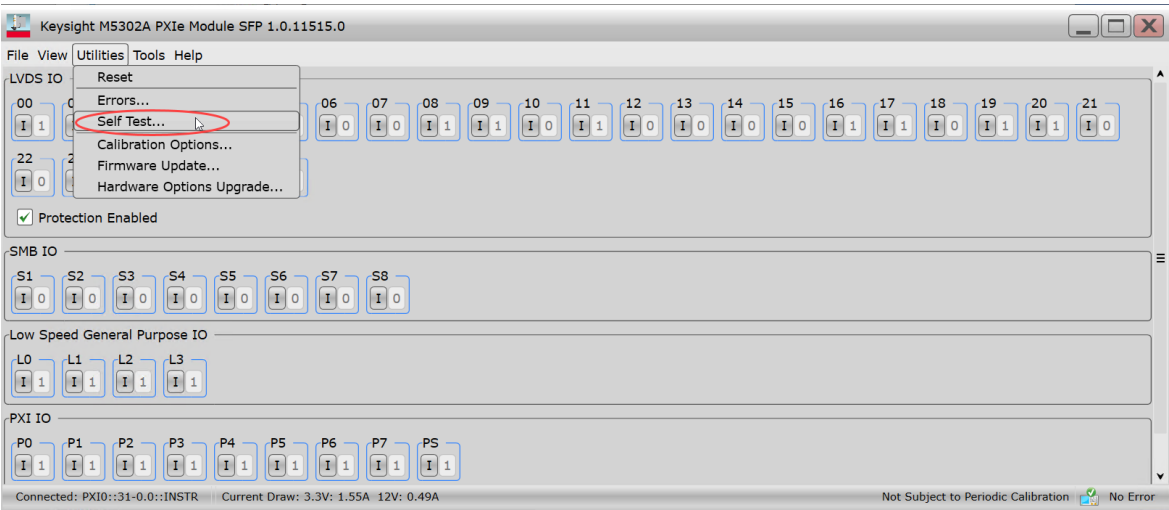 Keysight M5302A PXIe Module SFP 1.0.11515.0
File View Utilities Tools Help
LVDS IO
Reset
Errors...
Self Test...
Calibration Options...
Firmware Update...
Hardware Options Upgrade...
00 06 07 08 09 10 11 12 13 14 15 16 17 18 19 20 21
I 1 I 0 I 0 I 1 I 1 I 0 I 1 I 0 I 0 I 0 I 0 I 1 I 1 I 0 I 1 I 1 I 0
22
I 0
Protection Enabled
SMB IO
S1 S2 S3 S4 S5 S6 S7 S8
I 0 I 0 I 0 I 0 I 0 I 0 I 0 I 0
Low Speed General Purpose IO
L0 L1 L2 L3
I 1 I 1 I 1 I 1
PXI IO
P0 P1 P2 P3 P4 P5 P6 P7 PS
I 1 I 1 I 1 I 1 I 1 I 1 I 1 I 1 I 1
Connected: PXI0::31-0.0::INSTR Current Draw: 3.3V: 1.55A 12V: 0.49A Not Subject to Periodic Calibration No Error